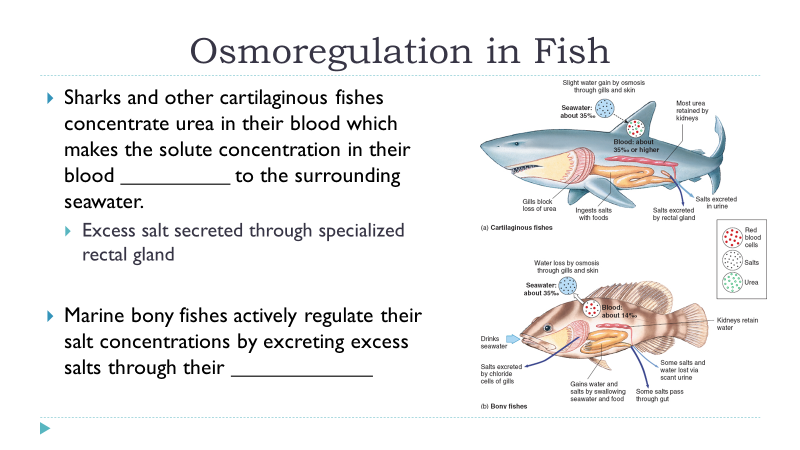 Osmoregulation in Fish
Sharks and other cartilaginous fishes
concentrate urea in their blood which
makes the solute concentration in their
blood __________ to the surrounding
seawater.
Excess salt secreted through specialized
rectal gland
Marine bony fishes actively regulate their
salt concentrations by excreting excess
salts through their _____________
Slight water gain by osmosis
through gills and skin
Seawater:
about 35‰
Most urea
retained by
kidneys
Blood: about
35‰ or higher
Gills block
loss of urea
Ingests salts
with foods
Salts excreted
by rectal gland
Salts excreted
in urine
(a) Cartilaginous fishes
Red
blood
cells
Salts
Urea
Water loss by osmosis
through gills and skin
Seawater:
about 35‰
Blood:
about 14‰
Kidneys retain
water
Drinks
seawater
Salts excreted
by chloride
cells of gills
Gains water and
salts by swallowing
seawater and food
Some salts and
water lost via
scant urine
Some salts pass
through gut
(b) Bony fishes